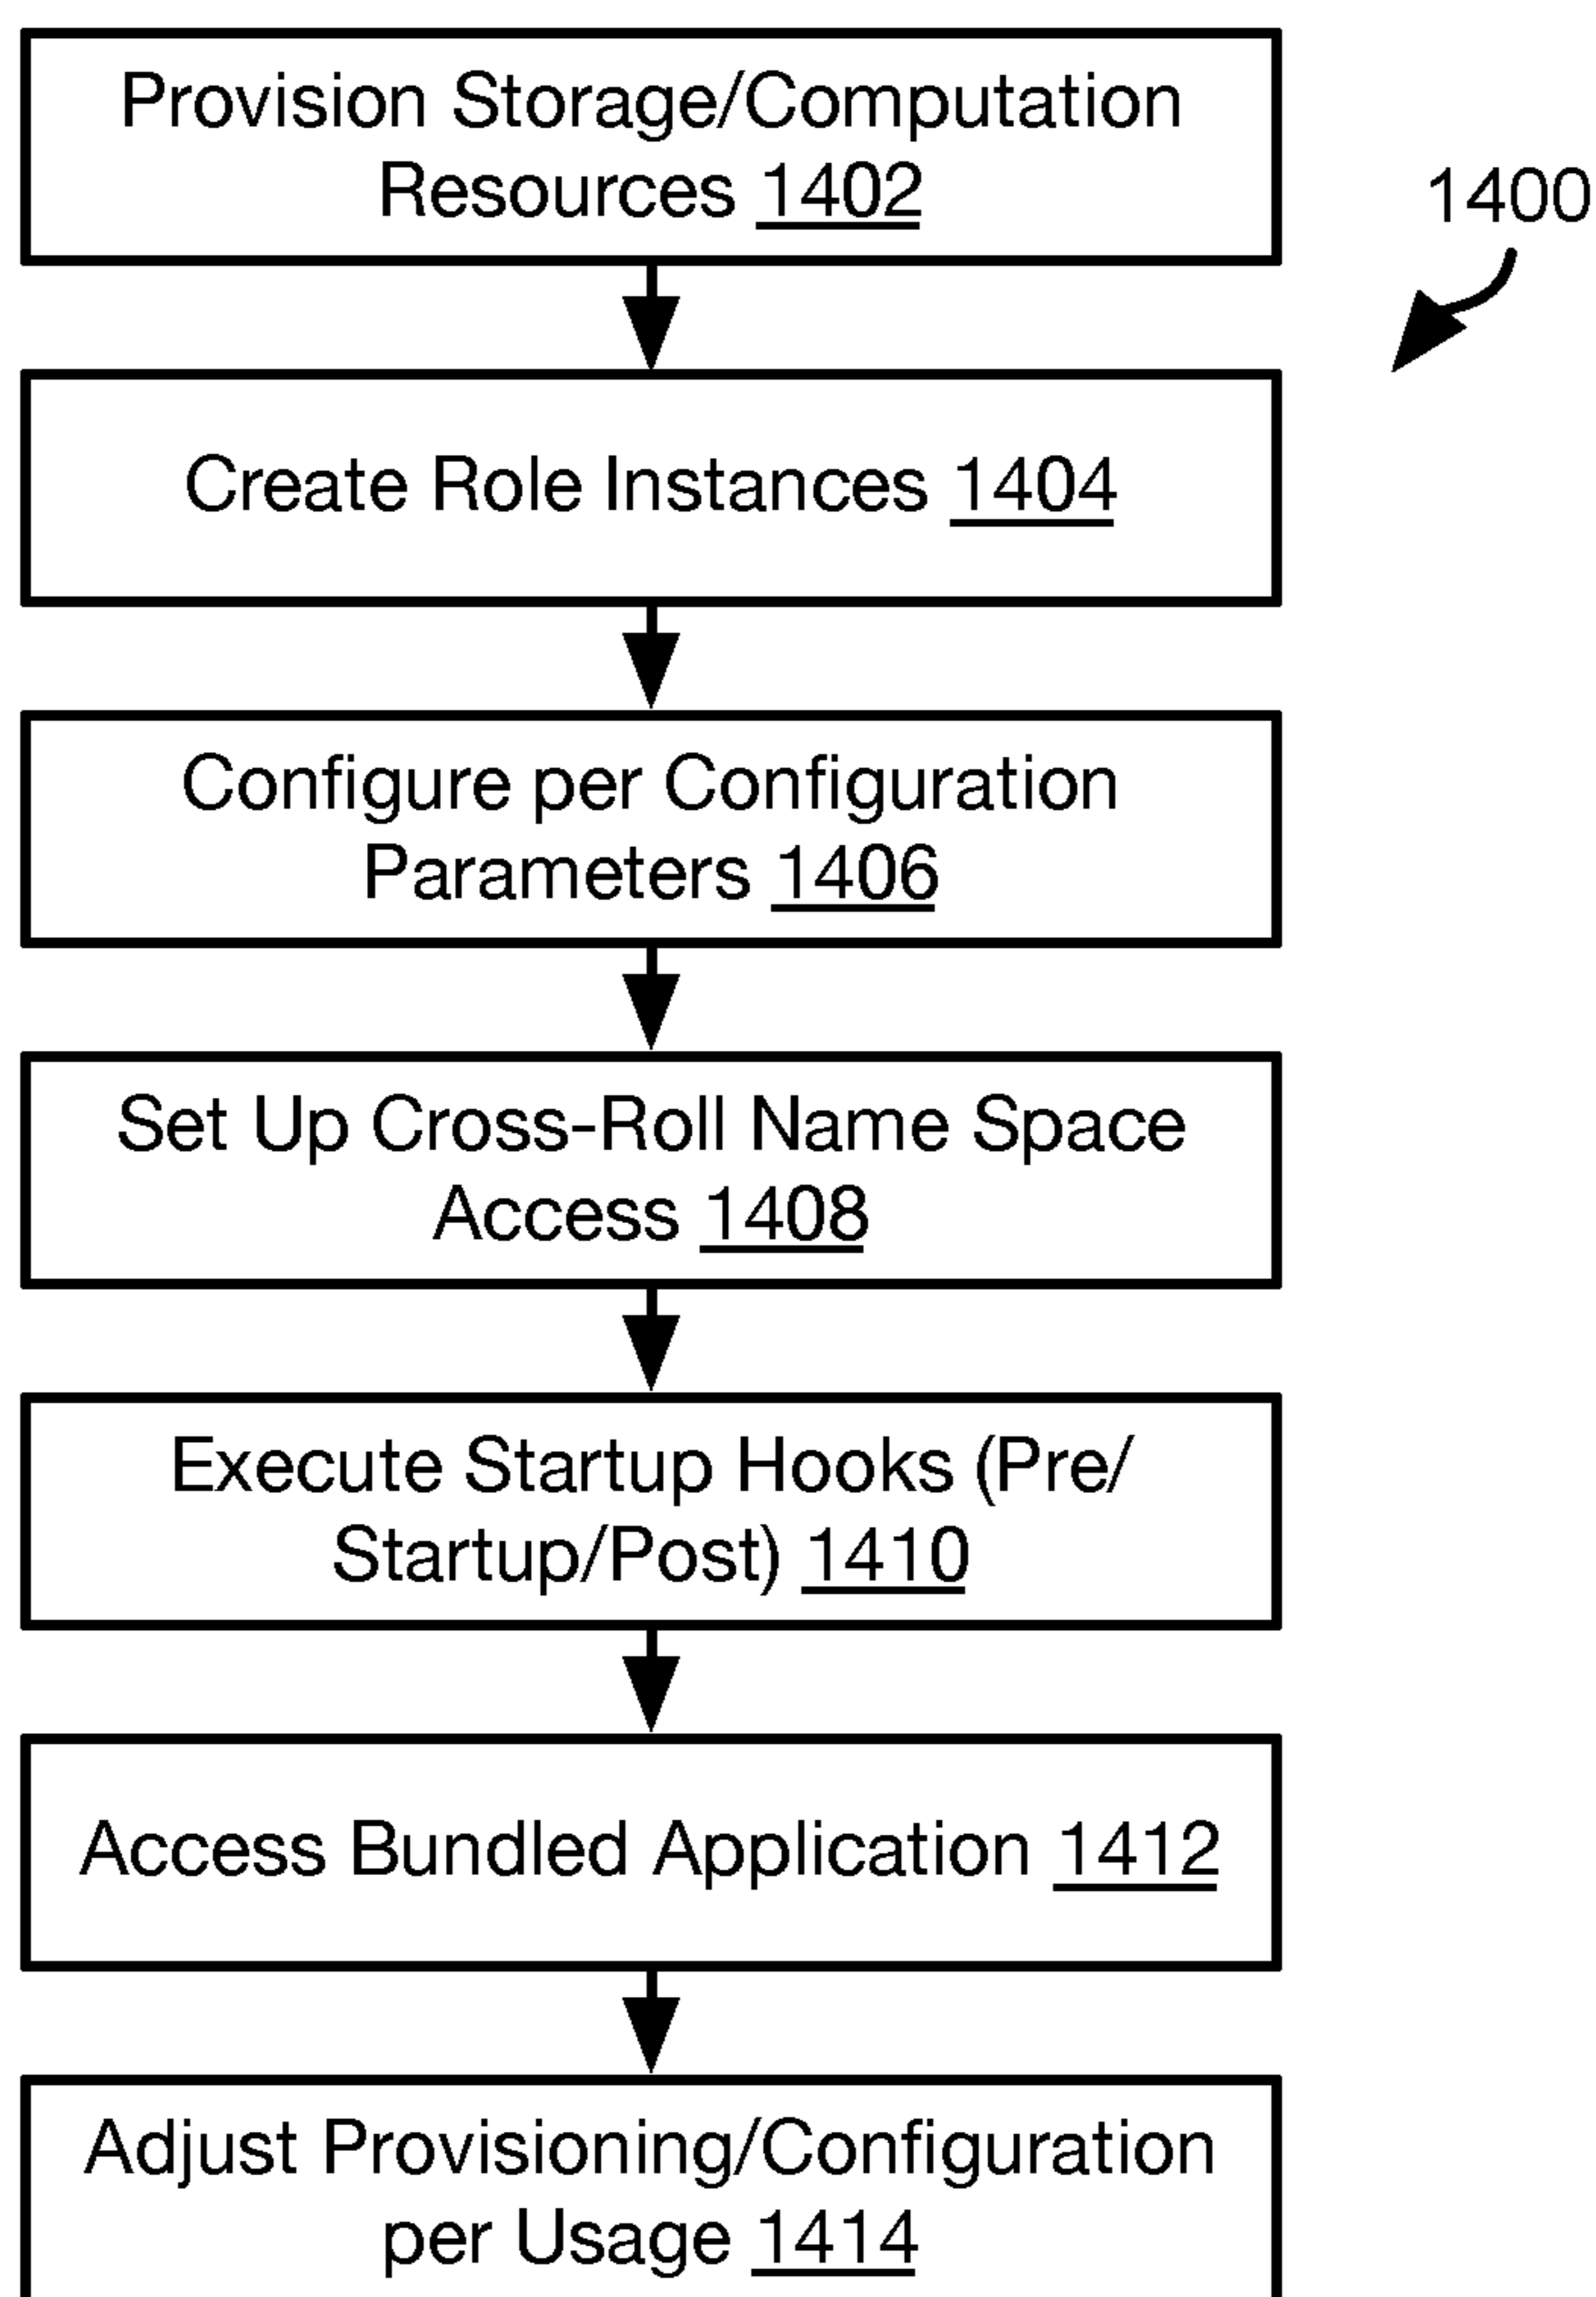 Provision Storage/Computation
Resources 1402
1400
Create Role Instances 1404
Configure per Configuration
Parameters 1406
Set Up Cross-Roll Name Space
Access 1408
Execute Startup Hooks (Pre/
Startup/Post) 1410
Access Bundled Application 1412
Adjust Provisioning/Configuration
per Usage 1414